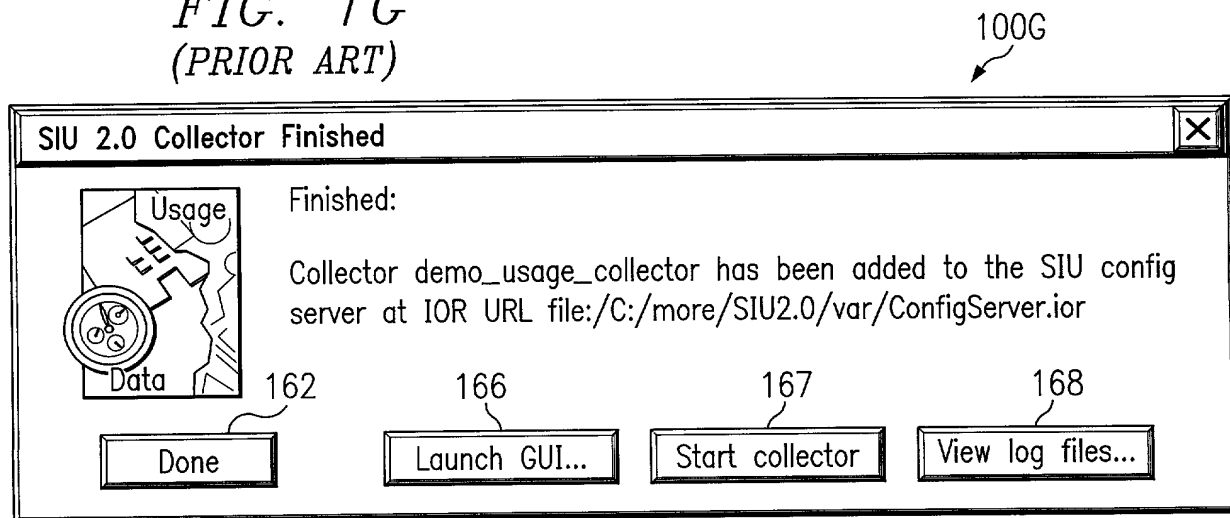 FIG. 1G
(PRIOR ART)
100G
SIU 2.0 Collector Finished
Usage
Data
Finished:
Collector demo_usage_collector has been added to the SIU config
server at IOR URL file:/C:/more/SIU2.0/var/ConfigServer.ior
162
166
167
168
Done
Launch GUI...
Start collector
View log files...